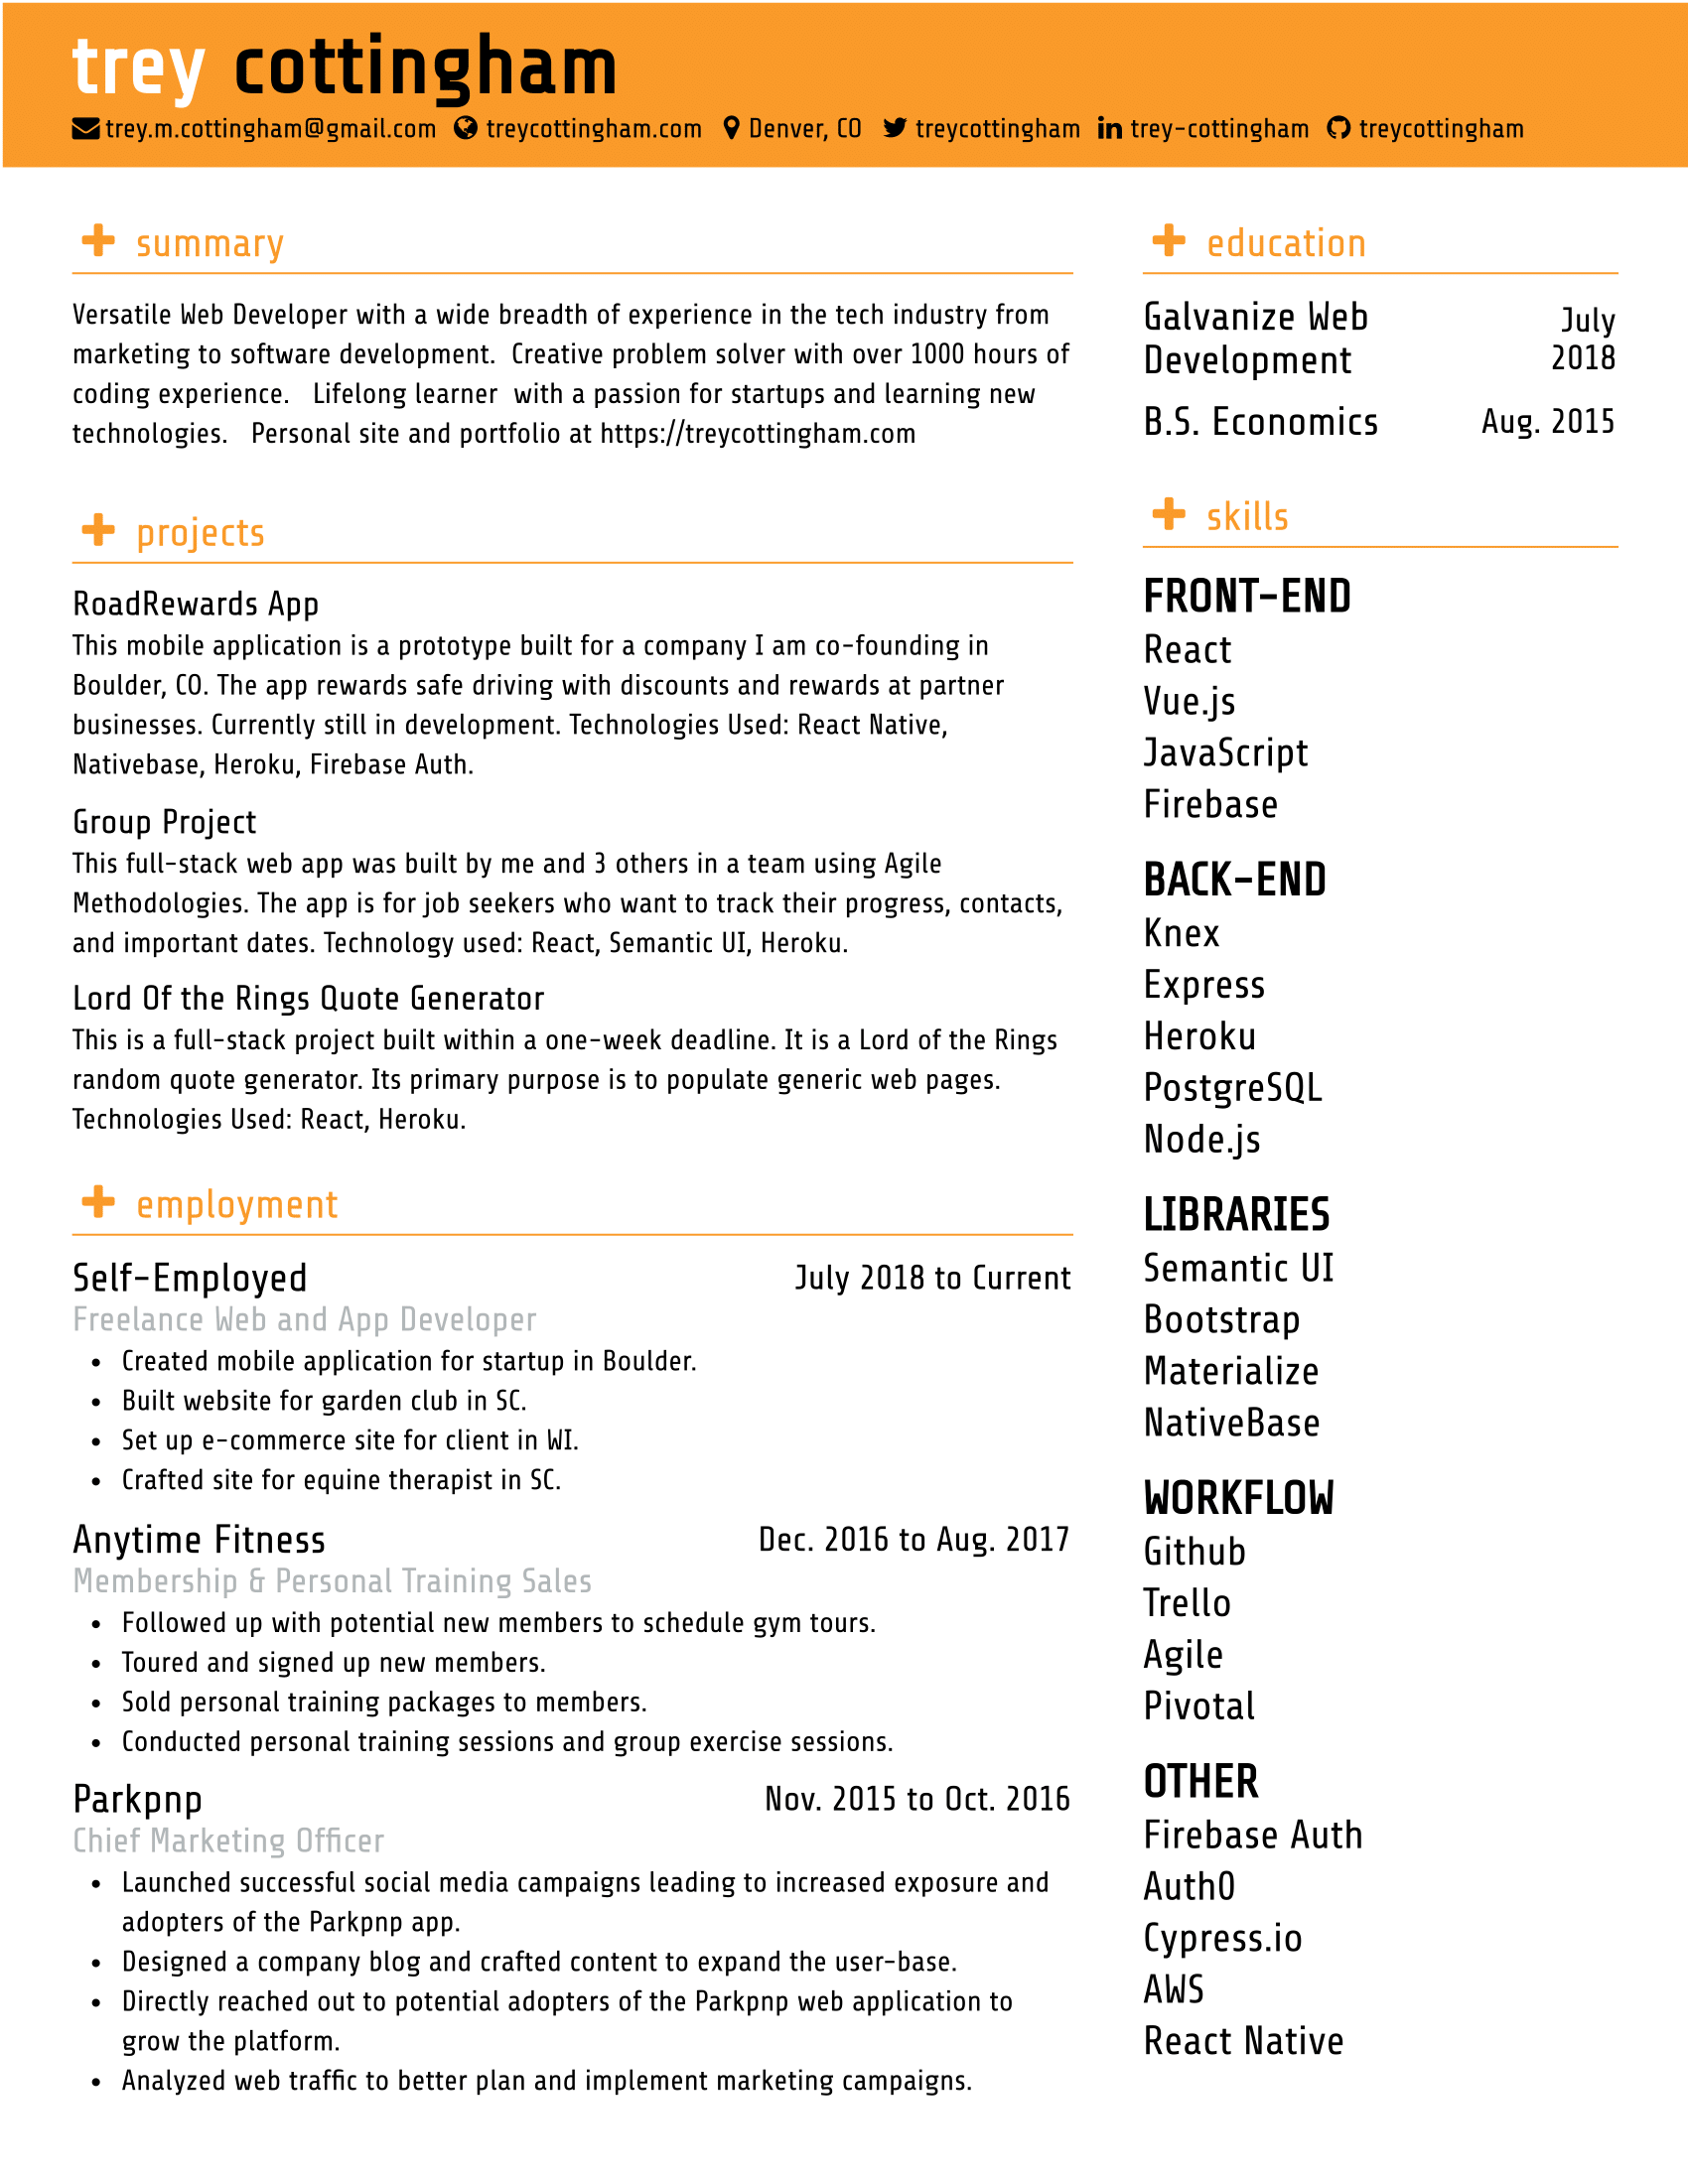 trey cottingham
trey.m.cottingham@gmail.com treycottingham.com Denver, CO treycottingham trey-cottingham treycottingham
summary
Versatile Web Developer with a wide breadth of experience in the tech industry from
marketing to software development. Creative problem solver with over 1000 hours of
coding experience. Lifelong learner with a passion for startups and learning new
technologies. Personal site and portfolio at https://treycottingham.com
projects
RoadRewards App
This mobile application is a prototype built for a company I am co-founding in
Boulder, CO. The app rewards safe driving with discounts and rewards at partner
businesses. Currently still in development. Technologies Used: React Native,
Nativebase, Heroku, Firebase Auth.
Group Project
This full-stack web app was built by me and 3 others in a team using Agile
Methodologies. The app is for job seekers who want to track their progress, contacts,
and important dates. Technology used: React, Semantic UI, Heroku.
Lord Of the Rings Quote Generator
This is a full-stack project built within a one-week deadline. It is a Lord of the Rings
random quote generator. Its primary purpose is to populate generic web pages.
Technologies Used: React, Heroku.
employment
Self-Employed July 2018 to Current
Freelance Web and App Developer
• Created mobile application for startup in Boulder.
• Built website for garden club in SC.
• Set up e-commerce site for client in WI.
• Crafted site for equine therapist in SC.
Anytime Fitness Dec. 2016 to Aug. 2017
Membership & Personal Training Sales
• Followed up with potential new members to schedule gym tours.
• Toured and signed up new members.
• Sold personal training packages to members.
• Conducted personal training sessions and group exercise sessions.
Parkpnp Nov. 2015 to Oct. 2016
Chief Marketing Officer
• Launched successful social media campaigns leading to increased exposure and
adopters of the Parkpnp app.
• Designed a company blog and crafted content to expand the user-base.
• Directly reached out to potential adopters of the Parkpnp web application to
grow the platform.
• Analyzed web traffic to better plan and implement marketing campaigns.
education
Galvanize Web July
Development 2018
B.S. Economics Aug. 2015
skills
FRONT-END
React
Vue.js
JavaScript
Firebase
BACK-END
Knex
Express
Heroku
PostgreSQL
Node.js
LIBRARIES
Semantic UI
Bootstrap
Materialize
NativeBase
WORKFLOW
Github
Trello
Agile
Pivotal
OTHER
Firebase Auth
Auth0
Cypress.io
AWS
React Native